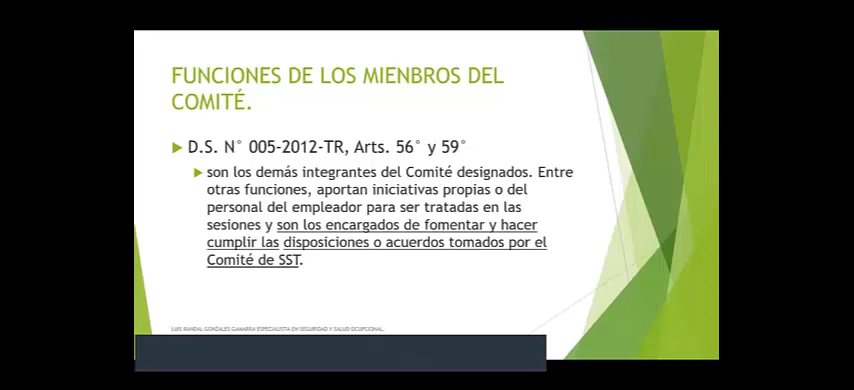 FUNCIONES DE LOS MIENBROS DEL
COMITÉ.
D.S. N° 005-2012-TR, Arts. 56° y 59°
son los demás integrantes del Comité designados. Entre
otras funciones, aportan iniciativas propias o del
personal del empleador para ser tratadas en las
sesiones y son los encargados de fomentar y hacer
cumplir las disposiciones o acuerdos tomados por el
Comité de SST.
LUIS RANDAL GONZALES GAMARRA ESPECIALISTA EN SEGURIDAD Y SALUD OCUPACIONAL.